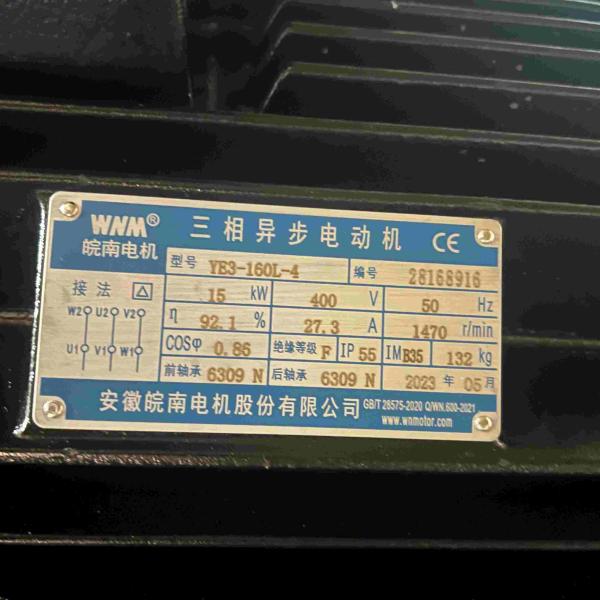 WNM® 三相异步电动机 CE
皖南电机
型号 YE3-160L-4 编号 28168916
接法 △ 15 kW 400 V 50 Hz
W2 U2 V2 η 92.1 % 27.3 A 1470 r/min
U1 V1 W1 COSφ 0.86 绝缘等级 F IP 55 IM B35 132 kg
前轴承 6309 N 后轴承 6309 N 2023 年 05 月
安徽皖南电机股份有限公司 GB/T 28575-2020 Q/WN.630-2021
www.wnmotor.com